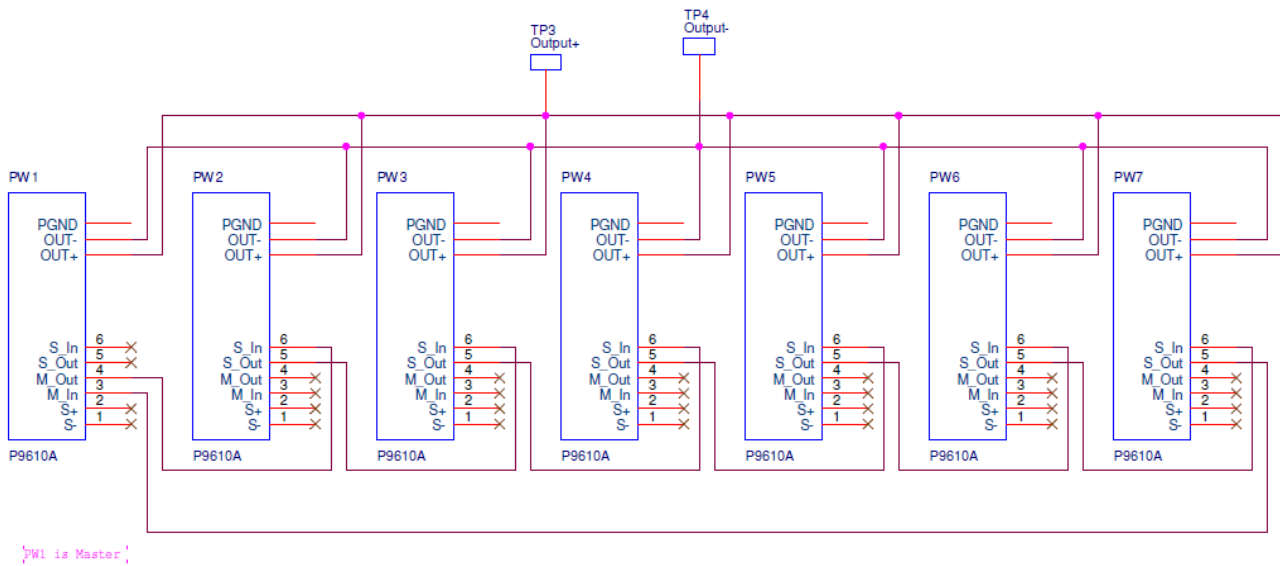 TP3
Output+
TP4
Output-
PW1
PGND
OUT-
OUT+
S_In 6
S_Out 5
M_Out 4
M_In 3
S+ 2
S- 1
P9610A
PW2
PGND
OUT-
OUT+
S_In 6
S_Out 5
M_Out 4
M_In 3
S+ 2
S- 1
P9610A
PW3
PGND
OUT-
OUT+
S_In 6
S_Out 5
M_Out 4
M_In 3
S+ 2
S- 1
P9610A
PW4
PGND
OUT-
OUT+
S_In 6
S_Out 5
M_Out 4
M_In 3
S+ 2
S- 1
P9610A
PW5
PGND
OUT-
OUT+
S_In 6
S_Out 5
M_Out 4
M_In 3
S+ 2
S- 1
P9610A
PW6
PGND
OUT-
OUT+
S_In 6
S_Out 5
M_Out 4
M_In 3
S+ 2
S- 1
P9610A
PW7
PGND
OUT-
OUT+
S_In 6
S_Out 5
M_Out 4
M_In 3
S+ 2
S- 1
P9610A
PW1 is Master